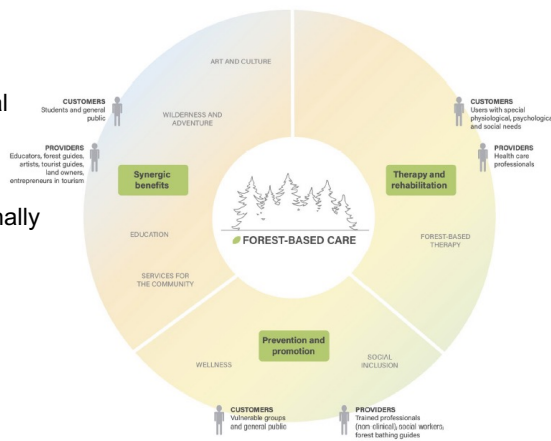 al
nally
ART AND CULTURE
CUSTOMERS
Students and general
public
WILDERNESS AND
ADVENTURE
PROVIDERS
Educators, forest guides,
artists, tourist guides,
land owners,
entrepreneurs in tourism
Synergic
benefits
EDUCATION
SERVICES FOR
THE COMMUNITY
FOREST-BASED CARE
CUSTOMERS
Users with special
physiological, psychological
and social needs
PROVIDERS
Health care
professionals
Therapy and
rehabilitation
FOREST-BASED
THERAPY
Prevention and
promotion
WELLNESS
SOCIAL
INCLUSION
CUSTOMERS
Vulnerable groups
and general public
PROVIDERS
Trained professionals
(non-clinical), social workers,
forest bathing guides